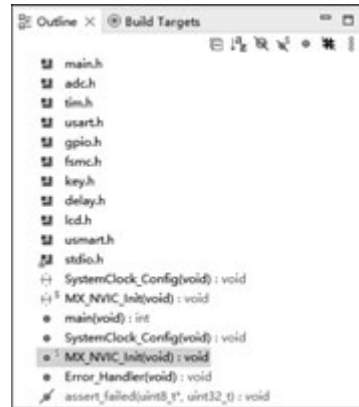 Outline Build Targets
main.h
adc.h
tim.h
usart.h
gpio.h
fsmc.h
key.h
delay.h
lcd.h
usmart.h
stdio.h
SystemClock_Config(void) : void
S MX_NVIC_Init(void) : void
main(void) : int
SystemClock_Config(void) : void
S MX_NVIC_Init(void) : void
Error_Handler(void) : void
assert_failed(uint8_t*, uint32_t) : void